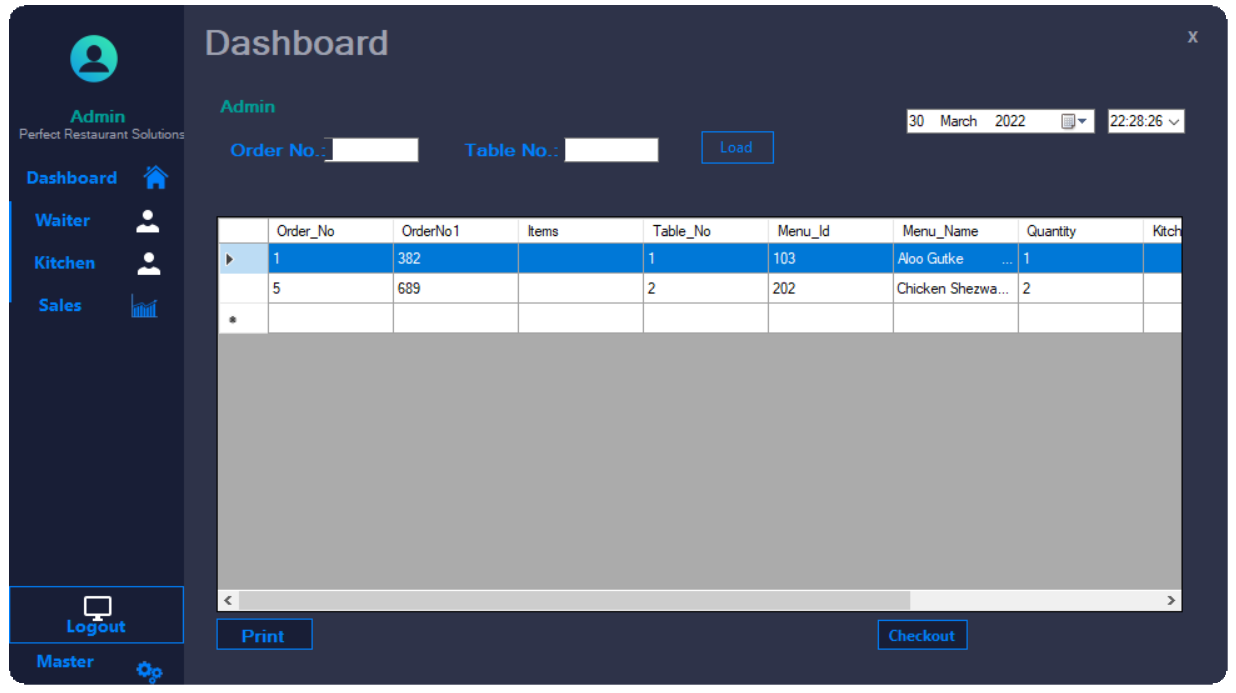 Dashboard
x
Admin
Perfect Restaurant Solutions
Admin
30 March 2022
22:28:26
Order No.:
Table No.:
Load
Dashboard
Waiter
Kitchen
Sales
Order_No OrderNo1 Items Table_No Menu_Id Menu_Name Quantity Kitch
1 382 1 103 Aloo Gutke ... 1
5 689 2 202 Chicken Shezwa... 2
*
Logout
Print
Checkout
Master